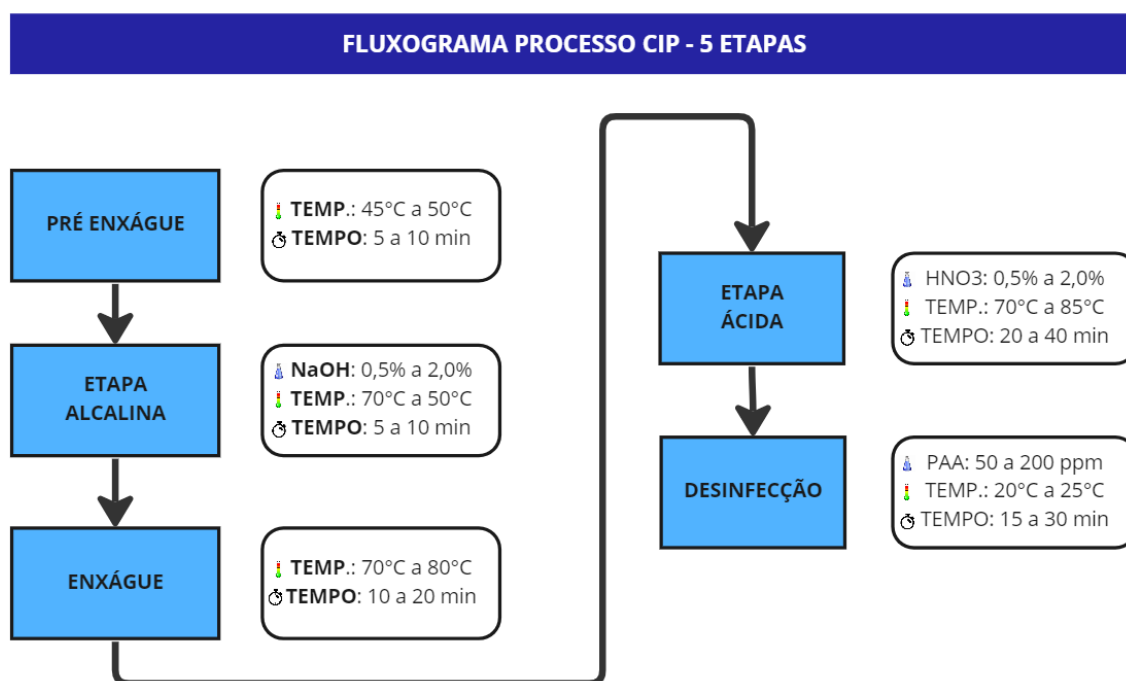 FLUXOGRAMA PROCESSO CIP - 5 ETAPAS
PRÉ ENXÁGUE
TEMP.: 45°C a 50°C
TEMPO: 5 a 10 min
ETAPA
ALCALINA
NaOH: 0,5% a 2,0%
TEMP.: 70°C a 50°C
TEMPO: 5 a 10 min
ENXÁGUE
TEMP.: 70°C a 80°C
TEMPO: 10 a 20 min
ETAPA
ÁCIDA
HNO3: 0,5% a 2,0%
TEMP.: 70°C a 85°C
TEMPO: 20 a 40 min
DESINFECÇÃO
PAA: 50 a 200 ppm
TEMP.: 20°C a 25°C
TEMPO: 15 a 30 min